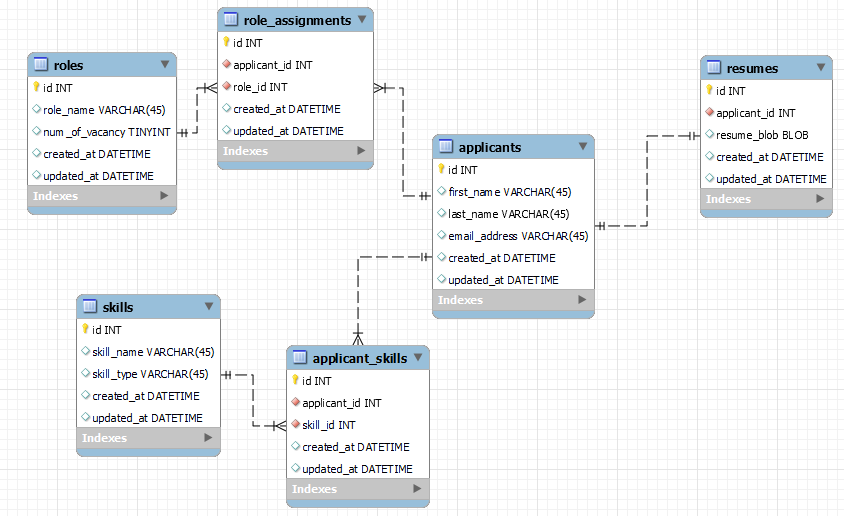 role_assignments
id INT
applicant_id INT
role_id INT
created_at DATETIME
updated_at DATETIME
Indexes
roles
id INT
role_name VARCHAR(45)
num_of_vacancy TINYINT
created_at DATETIME
updated_at DATETIME
Indexes
resumes
id INT
applicant_id INT
resume_blob BLOB
created_at DATETIME
updated_at DATETIME
Indexes
applicants
id INT
first_name VARCHAR(45)
last_name VARCHAR(45)
email_address VARCHAR(45)
created_at DATETIME
updated_at DATETIME
Indexes
skills
id INT
skill_name VARCHAR(45)
skill_type VARCHAR(45)
created_at DATETIME
updated_at DATETIME
Indexes
applicant_skills
id INT
applicant_id INT
skill_id INT
created_at DATETIME
updated_at DATETIME
Indexes